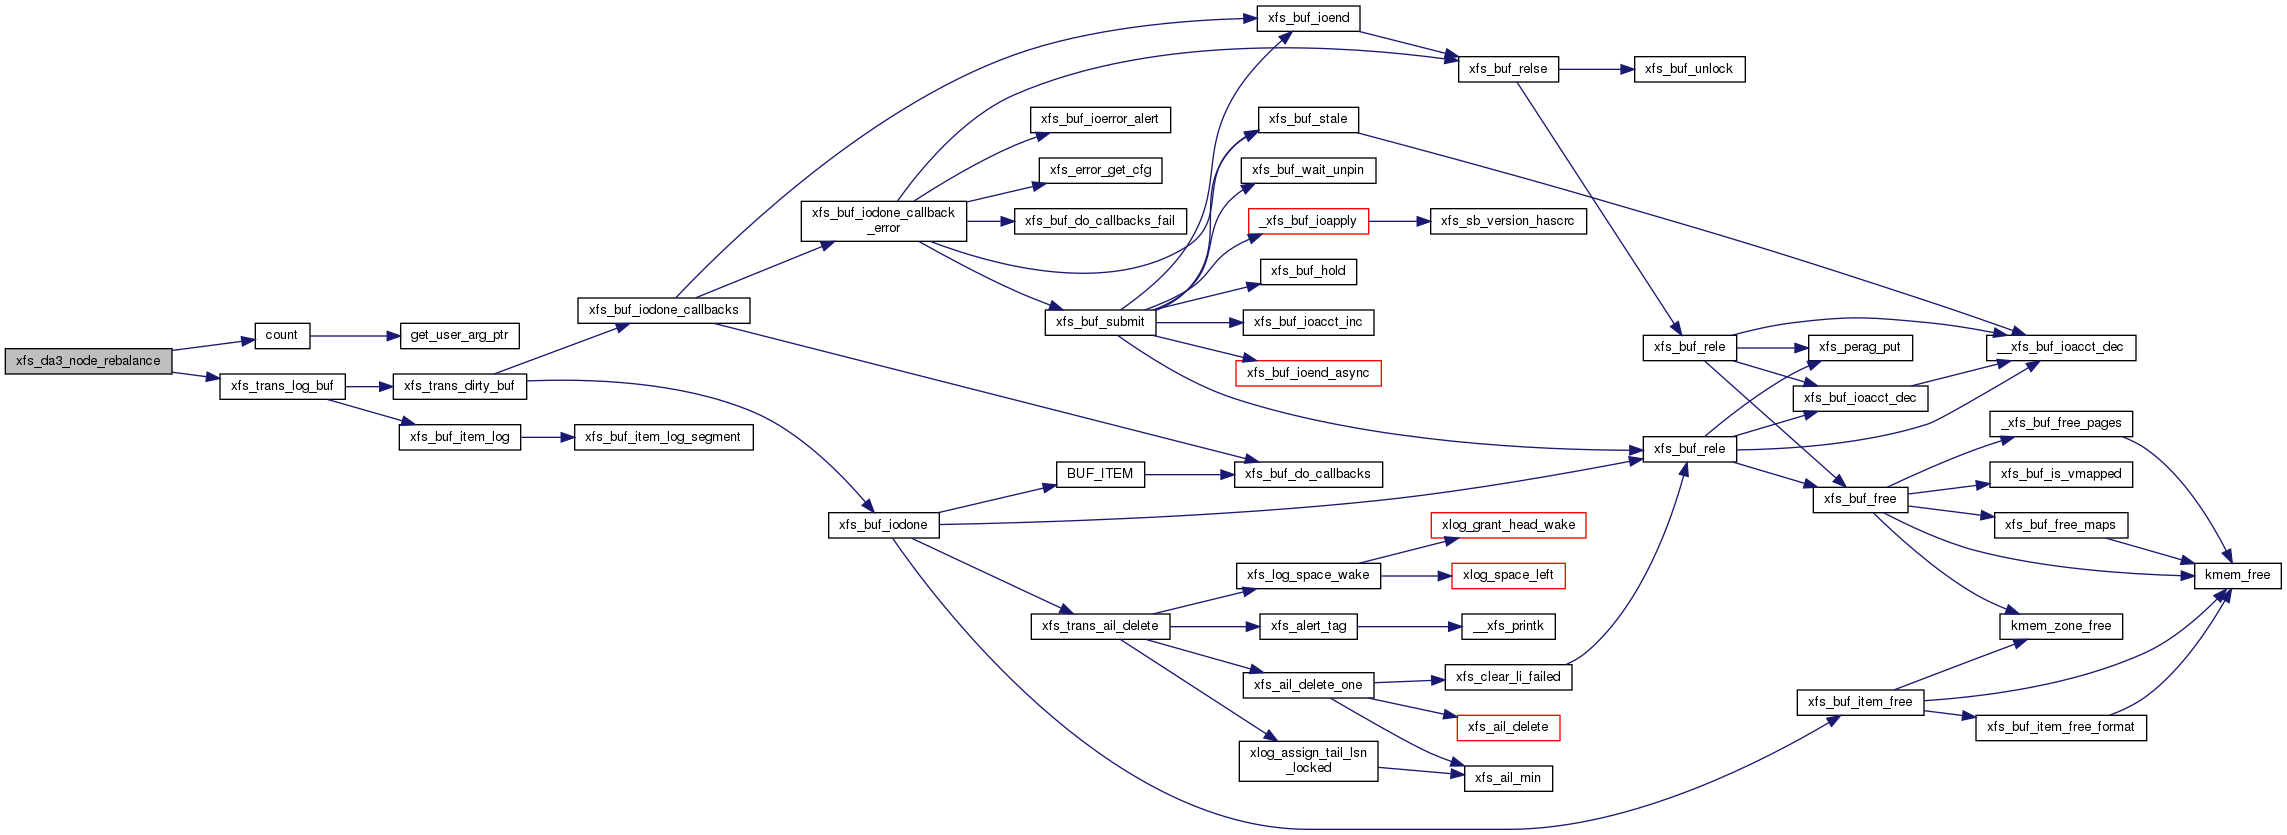 xfs_da3_node_rebalance
count
get_user_arg_ptr
xfs_trans_log_buf
xfs_trans_dirty_buf
xfs_buf_item_log
xfs_buf_item_log_segment
xfs_buf_iodone_callbacks
xfs_buf_iodone_callback
_error
xfs_buf_iodone
xfs_buf_ioend
xfs_buf_relse
xfs_buf_unlock
xfs_buf_ioerror_alert
xfs_error_get_cfg
xfs_buf_do_callbacks_fail
xfs_buf_submit
xfs_buf_stale
xfs_buf_wait_unpin
_xfs_buf_ioapply
xfs_sb_version_hascrc
xfs_buf_hold
xfs_buf_ioacct_inc
xfs_buf_ioend_async
BUF_ITEM
xfs_buf_do_callbacks
xfs_trans_ail_delete
xfs_log_space_wake
xlog_grant_head_wake
xlog_space_left
xfs_alert_tag
__xfs_printk
xfs_ail_delete_one
xfs_clear_li_failed
xfs_ail_delete
xlog_assign_tail_lsn
_locked
xfs_ail_min
xfs_buf_rele
xfs_buf_rele
xfs_perag_put
xfs_buf_ioacct_dec
__xfs_buf_ioacct_dec
xfs_buf_free
_xfs_buf_free_pages
xfs_buf_is_vmapped
xfs_buf_free_maps
kmem_free
kmem_zone_free
xfs_buf_item_free
xfs_buf_item_free_format